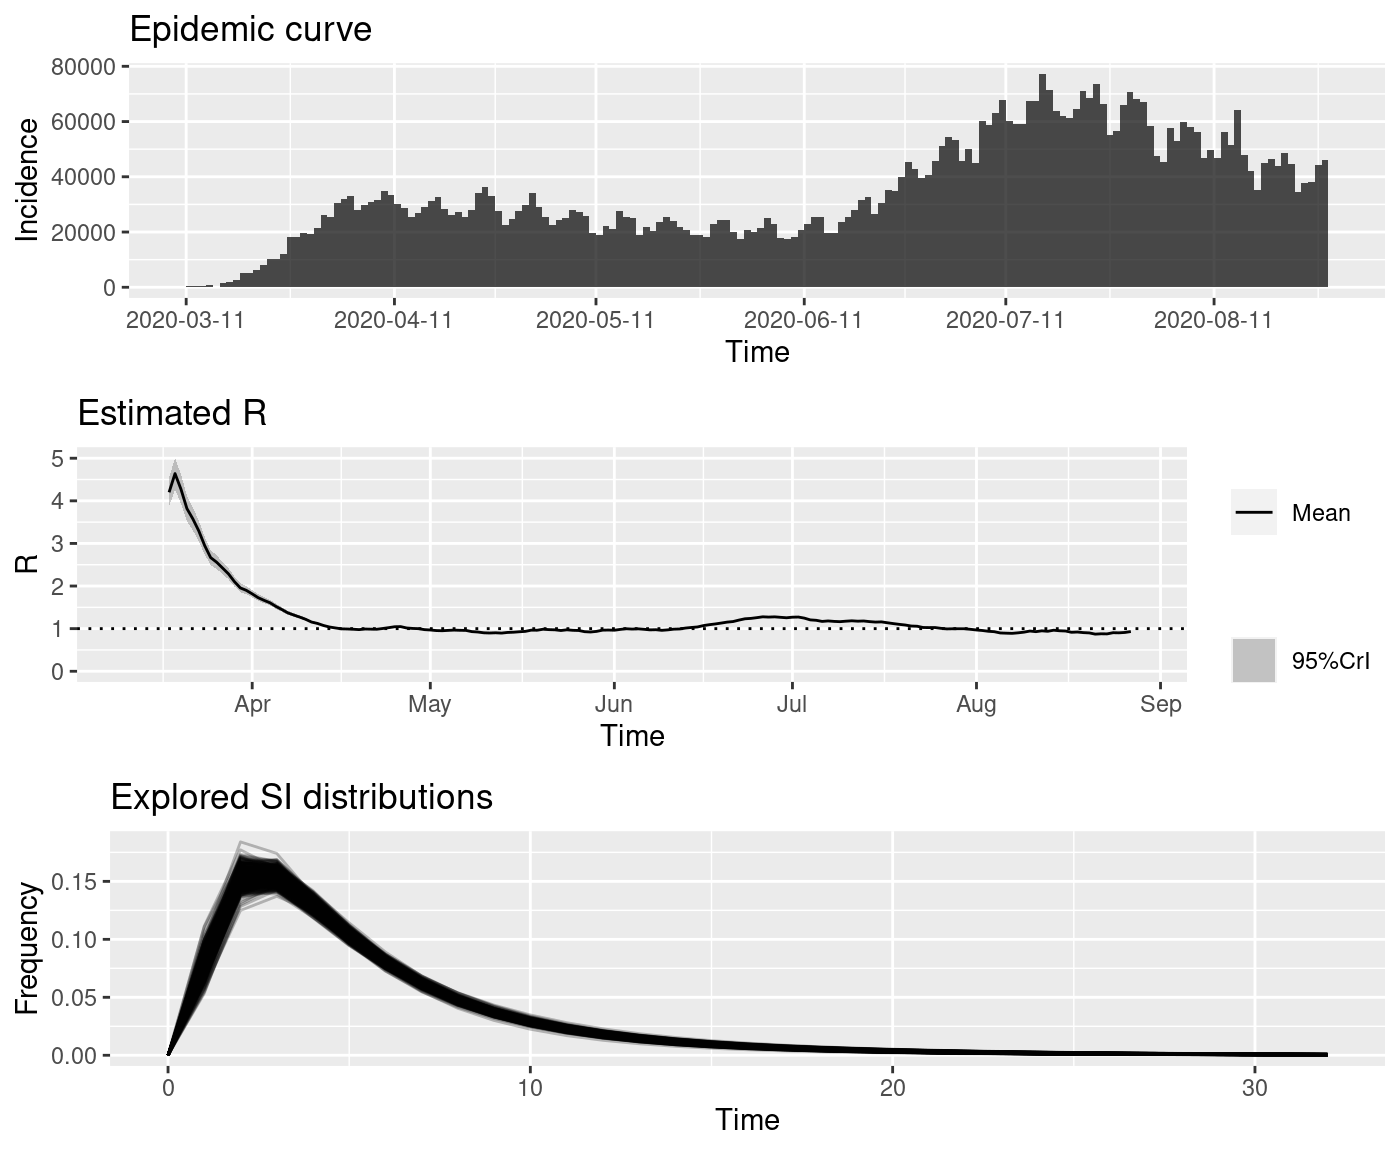 Epidemic curve
80000
60000
40000
20000
0
Incidence
2020-03-11 2020-04-11 2020-05-11 2020-06-11 2020-07-11 2020-08-11
Time
Estimated R
5
4
3
2
1
0
R
Apr May Jun Jul Aug Sep
Time
Mean
95%CrI
Explored SI distributions
0.15
0.10
0.05
0.00
Frequency
0 10 20 30
Time